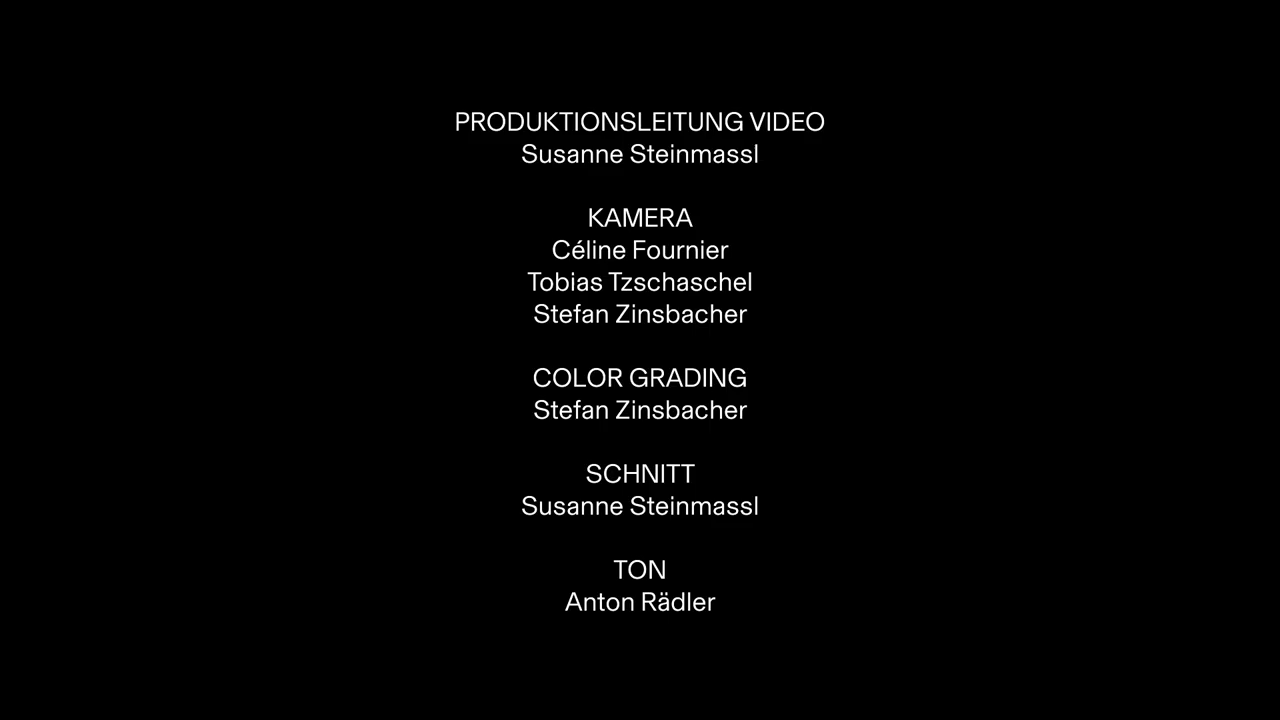 PRODUKTIONSLEITUNG VIDEO
Susanne Steinmassl
KAMERA
Céline Fournier
Tobias Tzschaschel
Stefan Zinsbacher
COLOR GRADING
Stefan Zinsbacher
SCHNITT
Susanne Steinmassl
TON
Anton Rädler